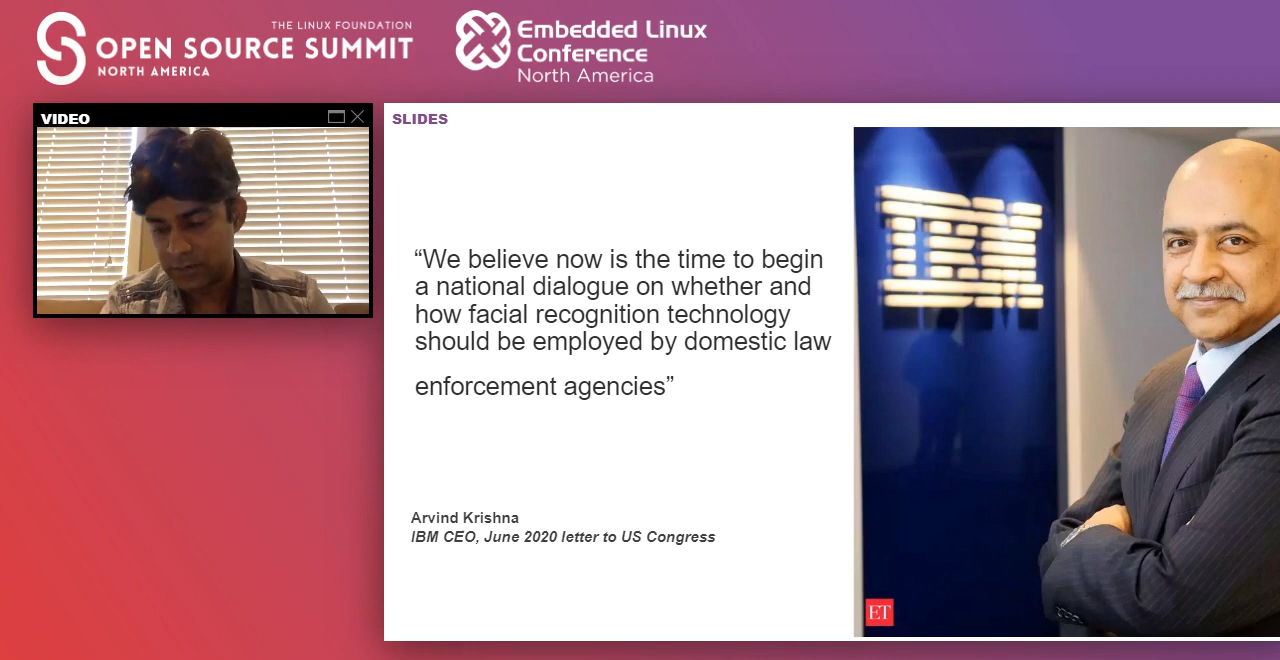 THE LINUX FOUNDATION
OPEN SOURCE SUMMIT
NORTH AMERICA
Embedded Linux
Conference
North America
VIDEO
SLIDES
IBM
“We believe now is the time to begin
a national dialogue on whether and
how facial recognition technology
should be employed by domestic law
enforcement agencies”
Arvind Krishna
IBM CEO, June 2020 letter to US Congress
ET